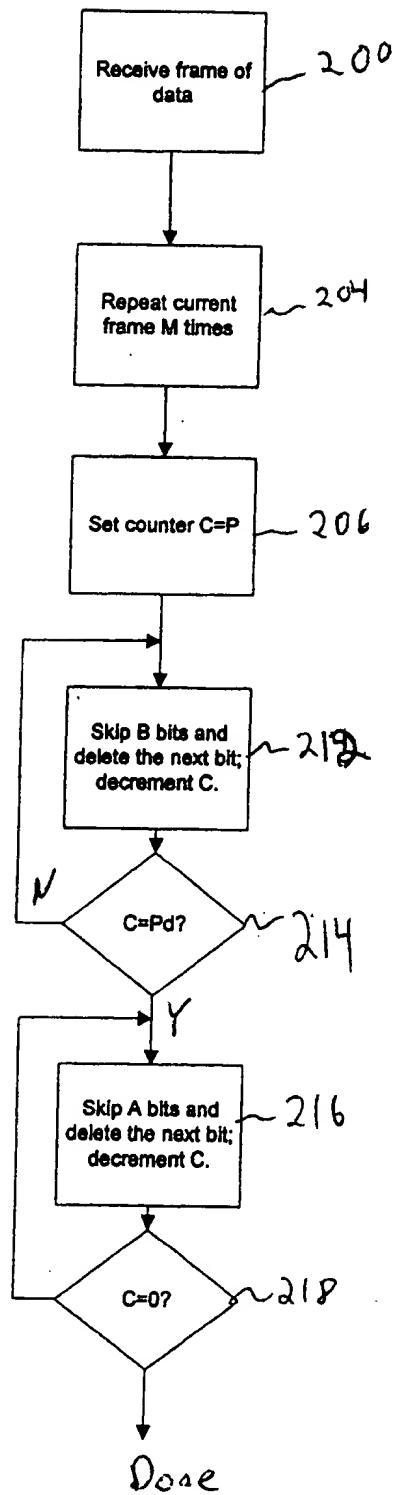 Receive frame of
data
200
Repeat current
frame M times
204
Set counter C=P
206
Skip B bits and
delete the next bit;
decrement C.
212
N
C=Pd?
214
Y
Skip A bits and
delete the next bit;
decrement C.
216
C=0?
218
Done